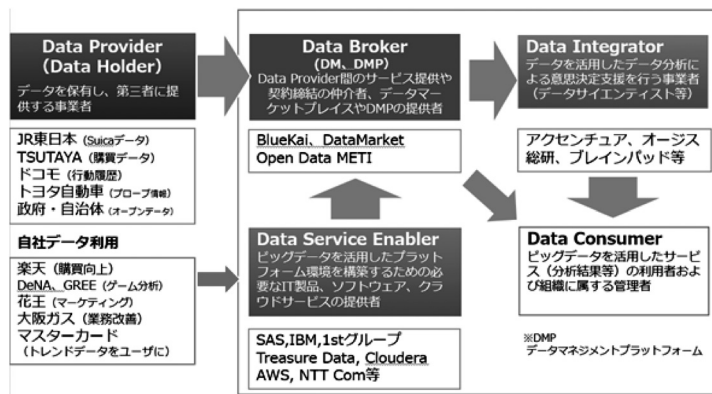 Data Provider
(Data Holder)
データを保有し、第三者に提
供する事業者
JR東日本（Suicaデータ）
TSUTAYA（購買データ）
ドコモ（行動履歴）
トヨタ自動車（プローブ情報）
政府・自治体（オープンデータ）
自社データ利用
楽天（購買向上）
DeNA、GREE（ゲーム分析）
花王（マーケティング）
大阪ガス（業務改善）
マスターカード
（トレンドデータをユーザに）
Data Broker
(DM、DMP)
Data Provider間のサービス提供や
契約締結の仲介者、データマー
ケットプレイスやDMPの提供者
BlueKai、DataMarket
Open Data METI
Data Service Enabler
ビッグデータを活用したプラット
フォーム環境を構築するための必
要なIT製品、ソフトウェア、クラ
ウドサービスの提供者
SAS,IBM,1stグループ
Treasure Data, Cloudera
AWS, NTT Com等
Data Integrator
データを活用したデータ分析に
よる意思決定支援を行う事業者
（データサイエンティスト等）
アクセンチュア、オージス
総研、ブレインパッド等
Data Consumer
ビッグデータを活用したサービ
ス（分析結果等）の利用者およ
び組織に属する管理者
※DMP
データマネジメントプラットフォーム